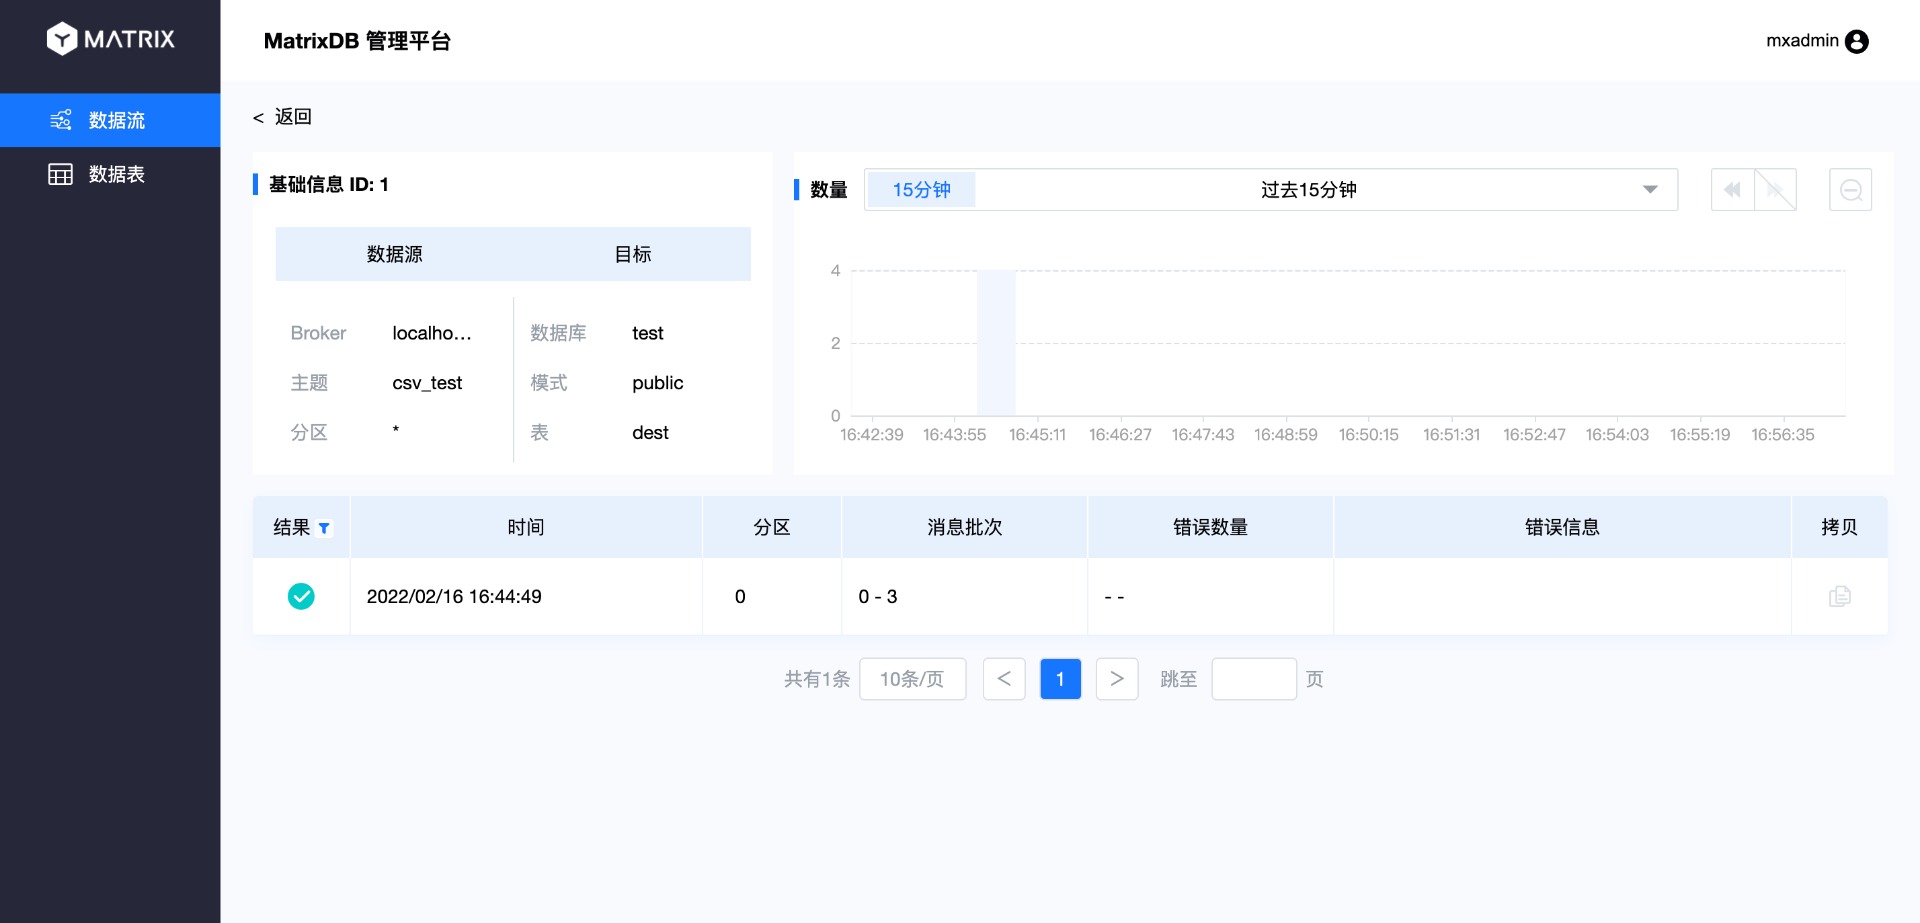 MATRIX
MatrixDB 管理平台
mxadmin
数据流
数据表
< 返回
基础信息 ID: 1
数据源 目标
Broker localho... 数据库 test
主题 csv_test 模式 public
分区 * 表 dest
数量 15分钟 过去15分钟
4
2
0
16:42:39 16:43:55 16:45:11 16:46:27 16:47:43 16:48:59 16:50:15 16:51:31 16:52:47 16:54:03 16:55:19 16:56:35
结果 时间 分区 消息批次 错误数量 错误信息 拷贝
2022/02/16 16:44:49 0 0 - 3 - -
共有1条 10条/页 < 1 > 跳至 页